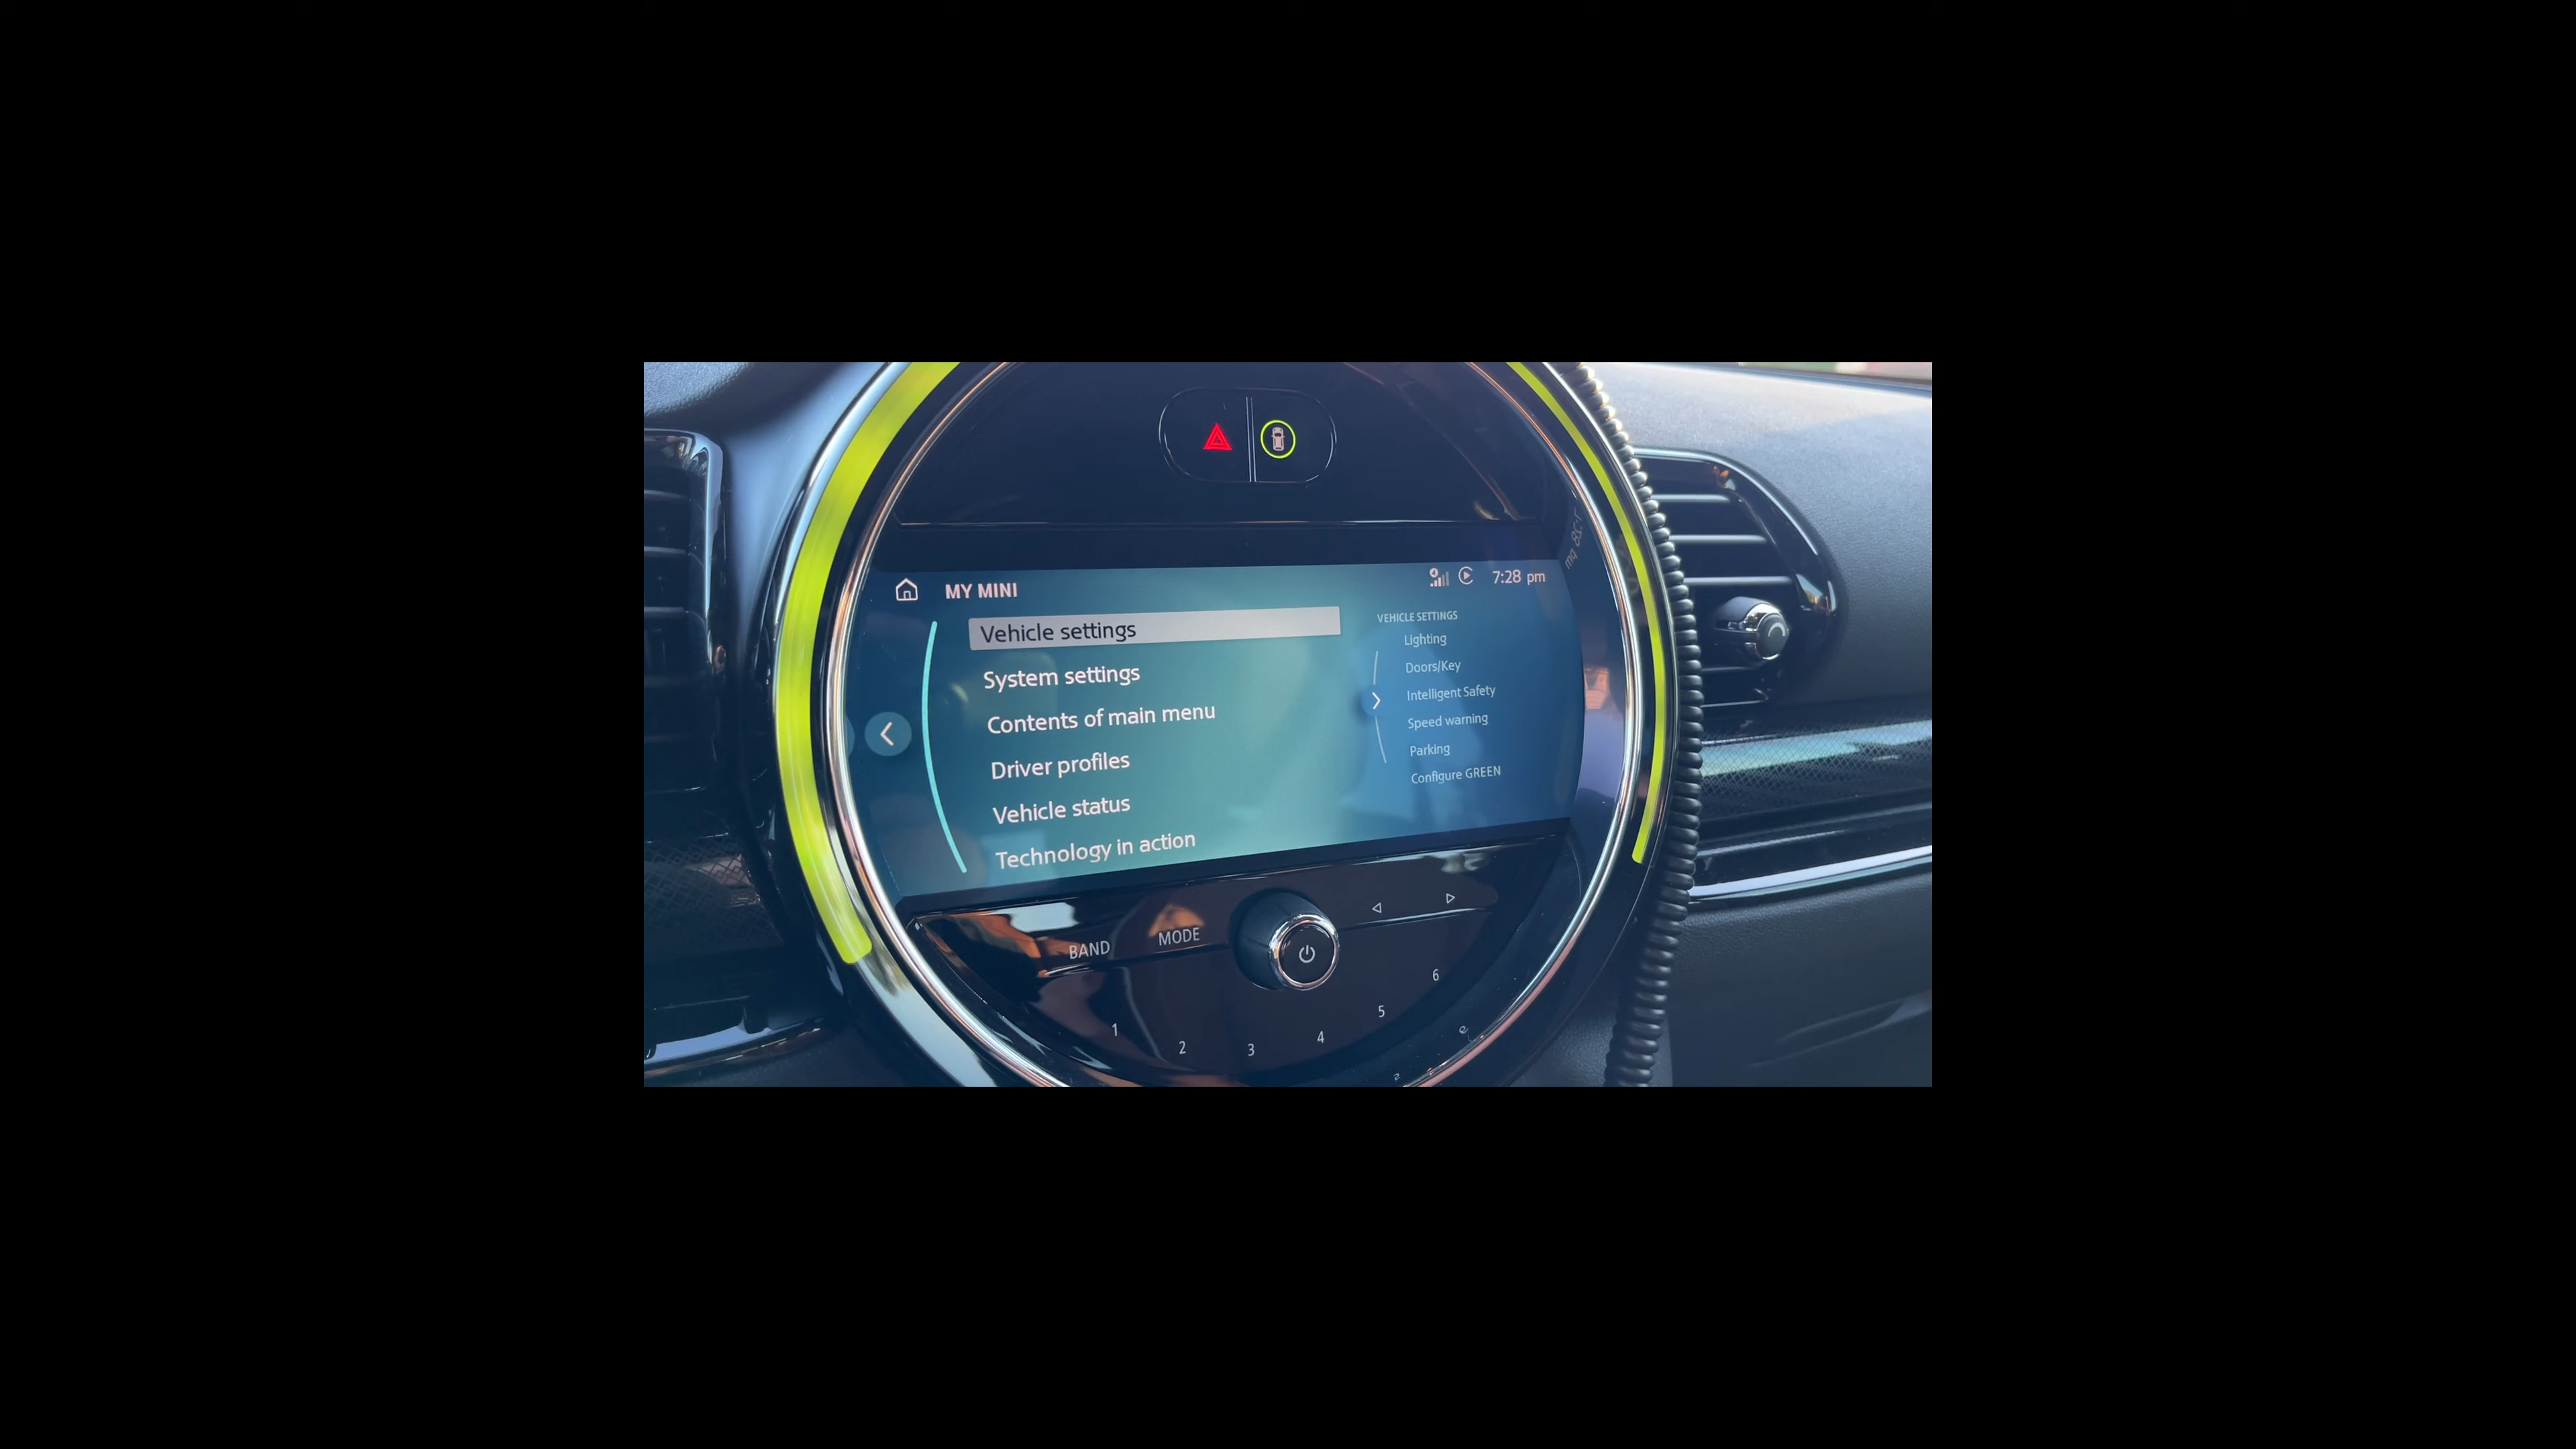 MY MINI
7:28 pm
Vehicle settings
System settings
Contents of main menu
Driver profiles
Vehicle status
Technology in action
VEHICLE SETTINGS
Lighting
Doors/Key
Intelligent Safety
Speed warning
Parking
Configure GREEN
BAND
MODE
1
2
3
4
5
6